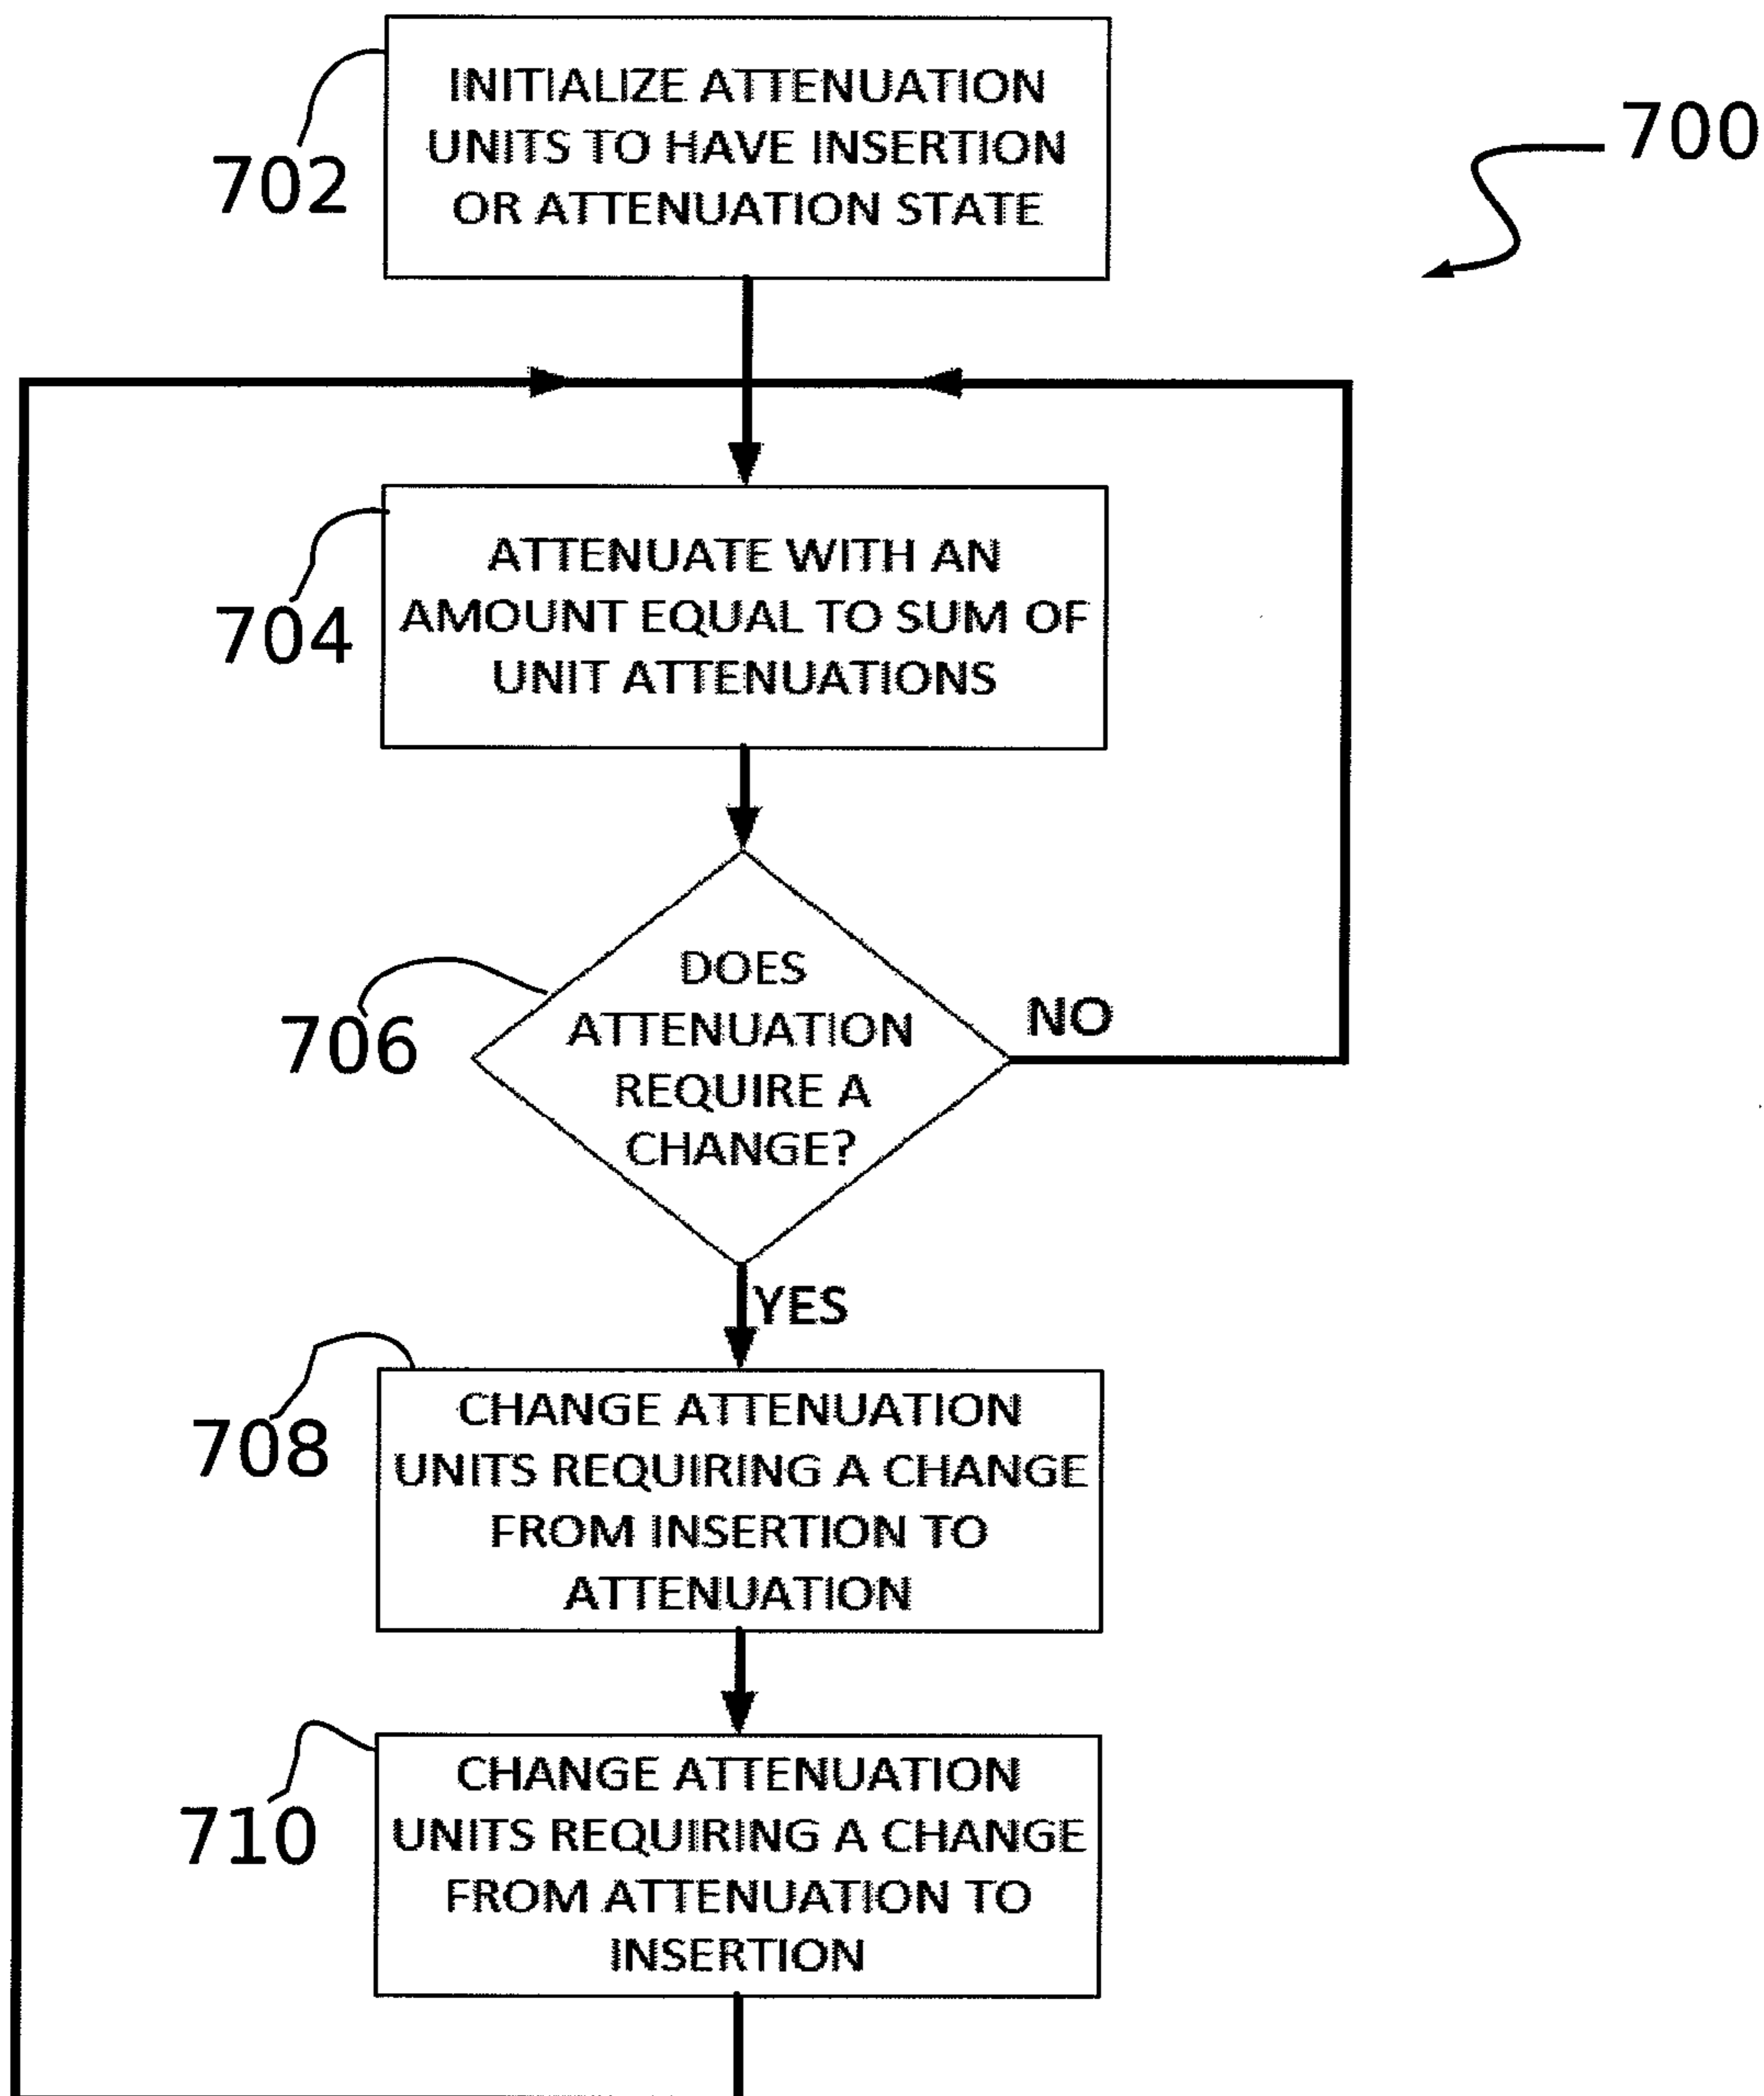 INITIALIZE ATTENUATION
UNITS TO HAVE INSERTION
OR ATTENUATION STATE
702
700
ATTENUATE WITH AN
AMOUNT EQUAL TO SUM OF
UNIT ATTENUATIONS
704
DOES
ATTENUATION
REQUIRE A
CHANGE?
706
NO
YES
CHANGE ATTENUATION
UNITS REQUIRING A CHANGE
FROM INSERTION TO
ATTENUATION
708
CHANGE ATTENUATION
UNITS REQUIRING A CHANGE
FROM ATTENUATION TO
INSERTION
710